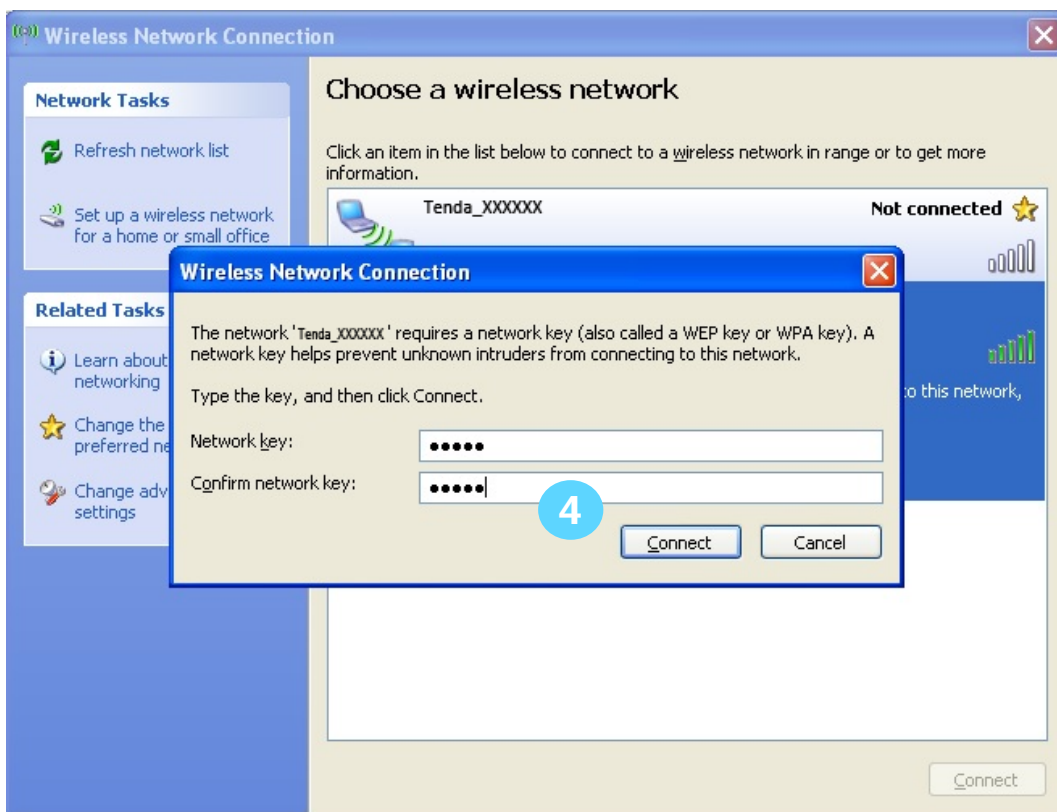 Wireless Network Connection
Network Tasks
Refresh network list
Set up a wireless network
for a home or small office
Related Tasks
Learn about
networking
Change the
preferred ne
Change adv
settings
Choose a wireless network
Click an item in the list below to connect to a wireless network in range or to get more
information.
Tenda_XXXXXX
Not connected
to this network,
Wireless Network Connection
The network 'Tenda_XXXXXX' requires a network key (also called a WEP key or WPA key). A
network key helps prevent unknown intruders from connecting to this network.
Type the key, and then click Connect.
Network key:
●●●●●
Confirm network key:
●●●●●
4
Connect
Cancel
Connect